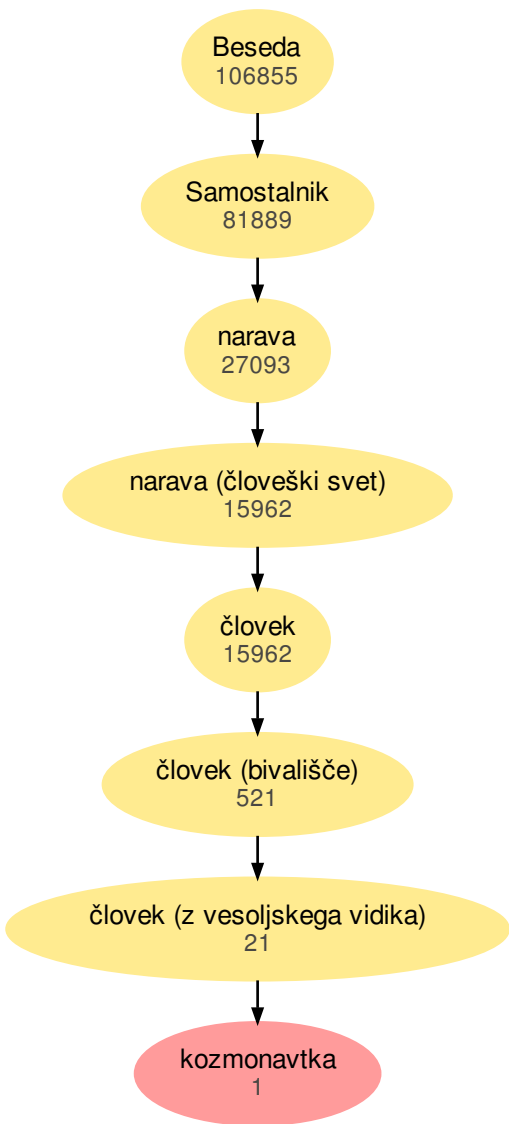 Beseda
106855
Samostalnik
81889
narava
27093
narava (človeški svet)
15962
človek
15962
človek (bivališče)
521
človek (z vesoljskega vidika)
21
kozmonavtka
1